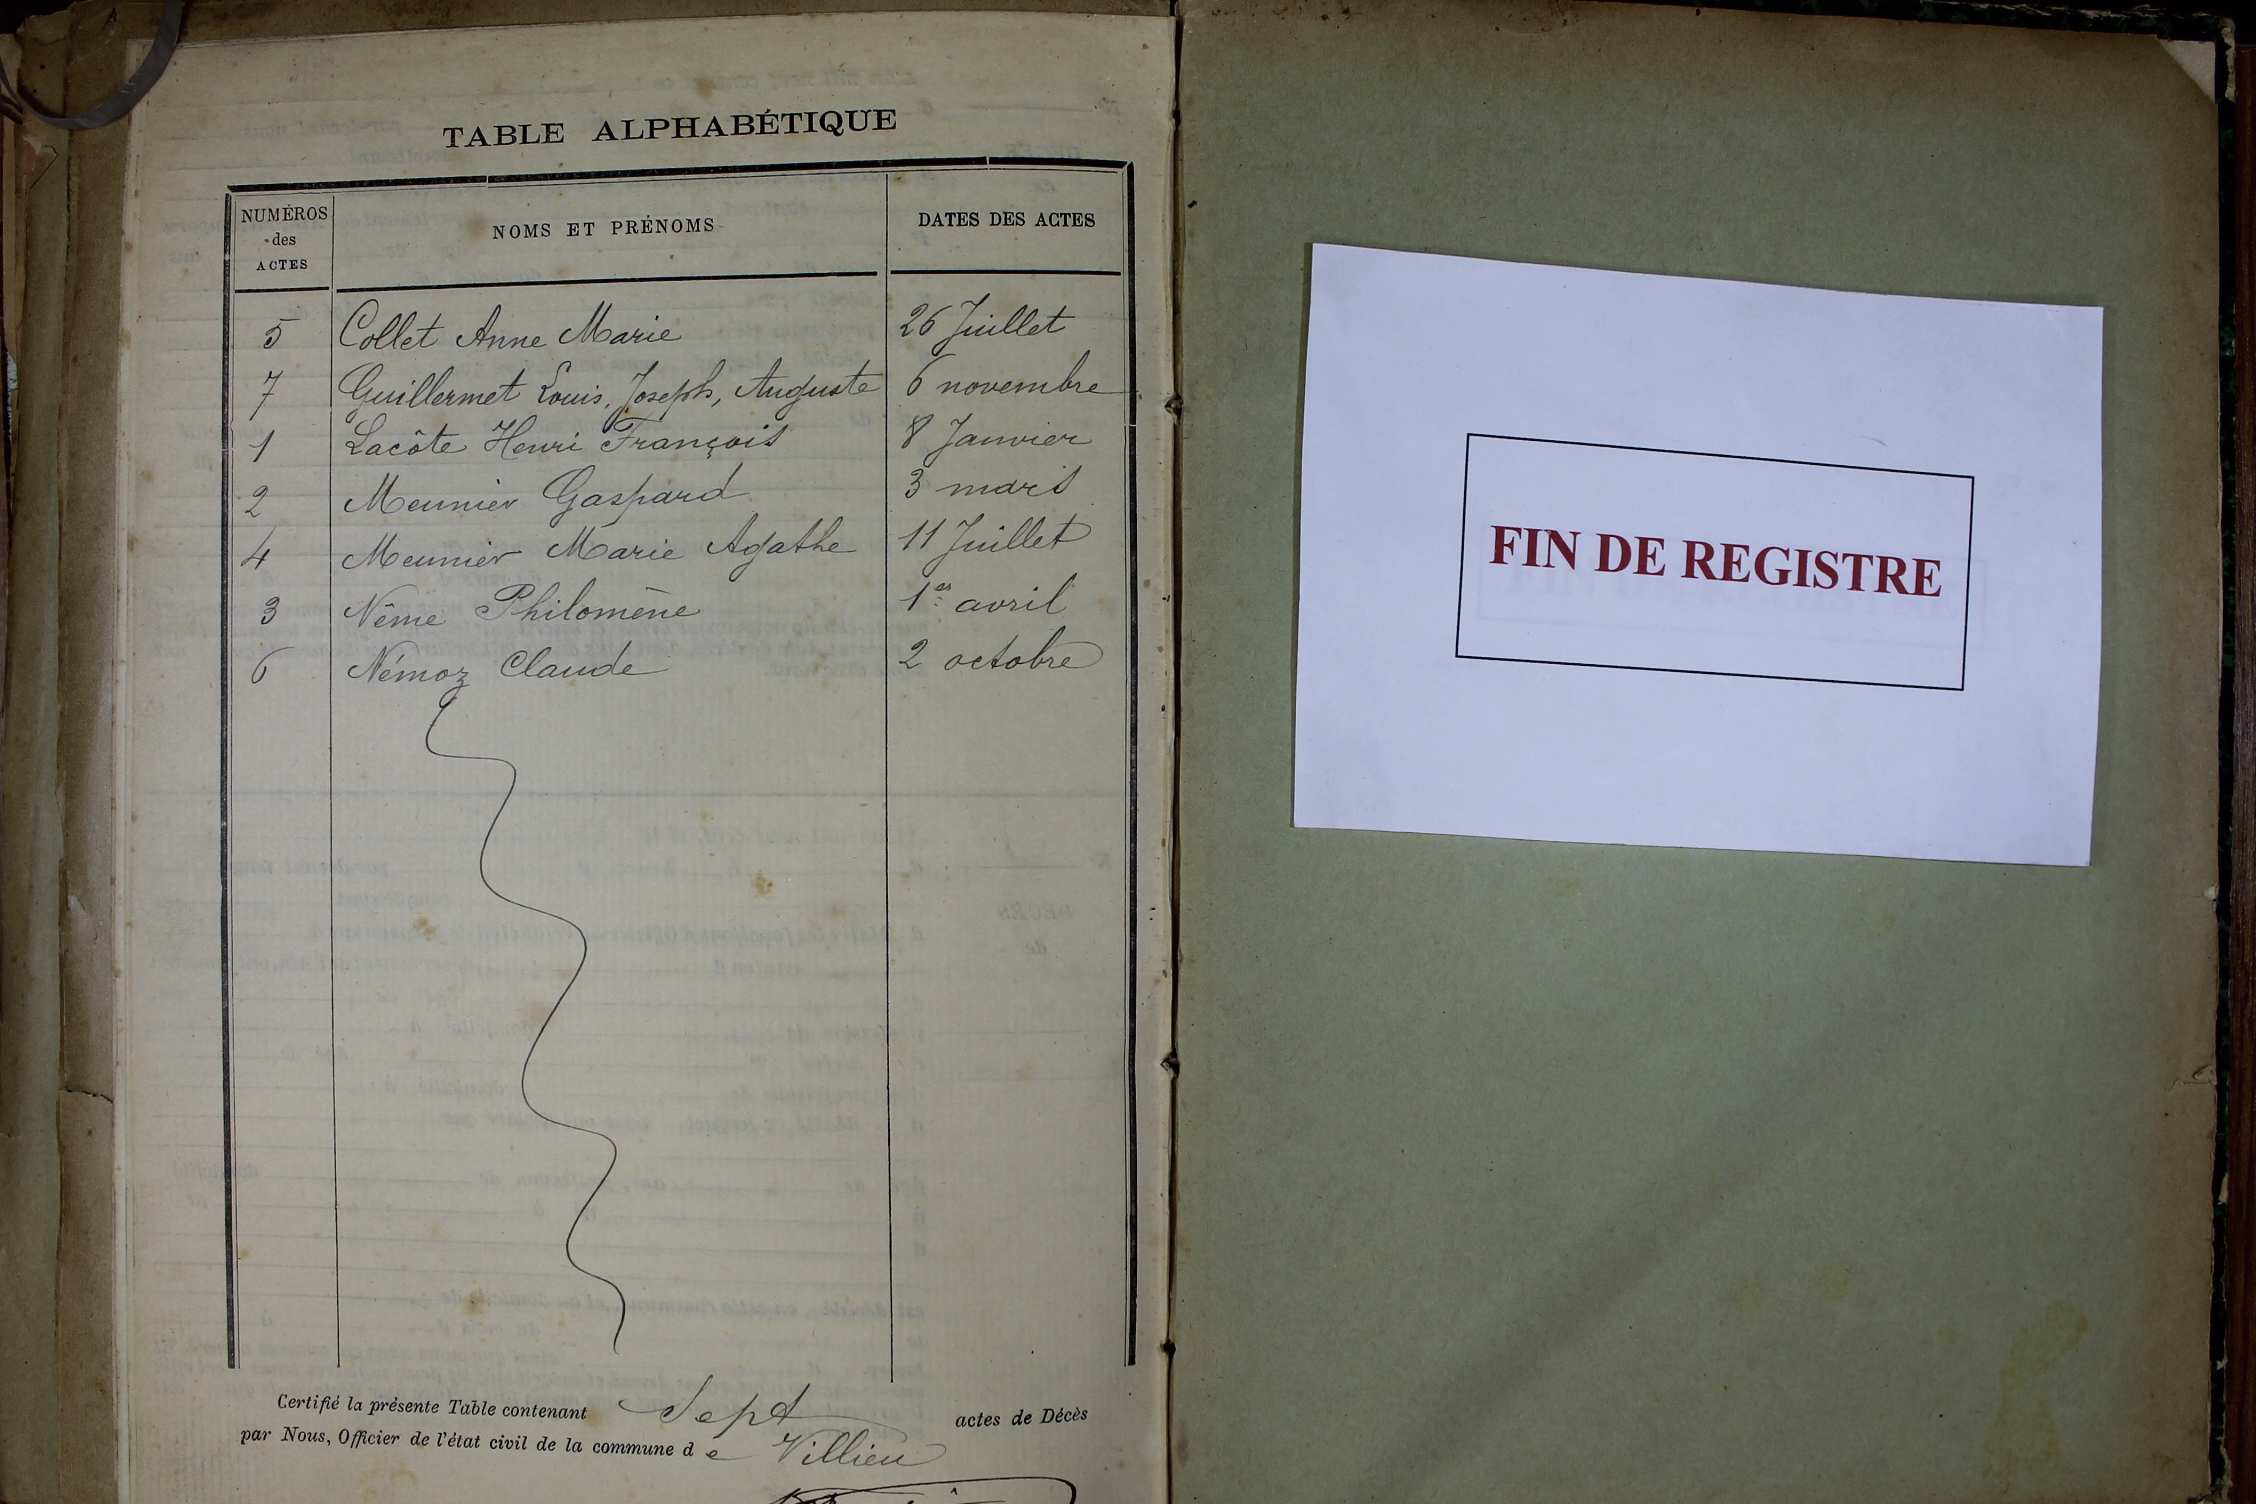 TABLE ALPHABÉTIQUE
NUMÉROS
des
ACTES
NOMS ET PRÉNOMS
DATES DES ACTES
5 Collet Anne Marie 26 Juillet
7 Guillermet Louis, Joseph, Auguste 6 novembre
1 Lacôte Henri François 8 Janvier
2 Meunier Gaspard 3 mars
4 Meunier Marie Agathe 11 Juillet
3 Nême Philomène 1er avril
6 Némoz Claude 2 octobre
Certifié la présente Table contenant Sept actes de Décès
par Nous, Officier de l'état civil de la commune de Villieu
FIN DE REGISTRE